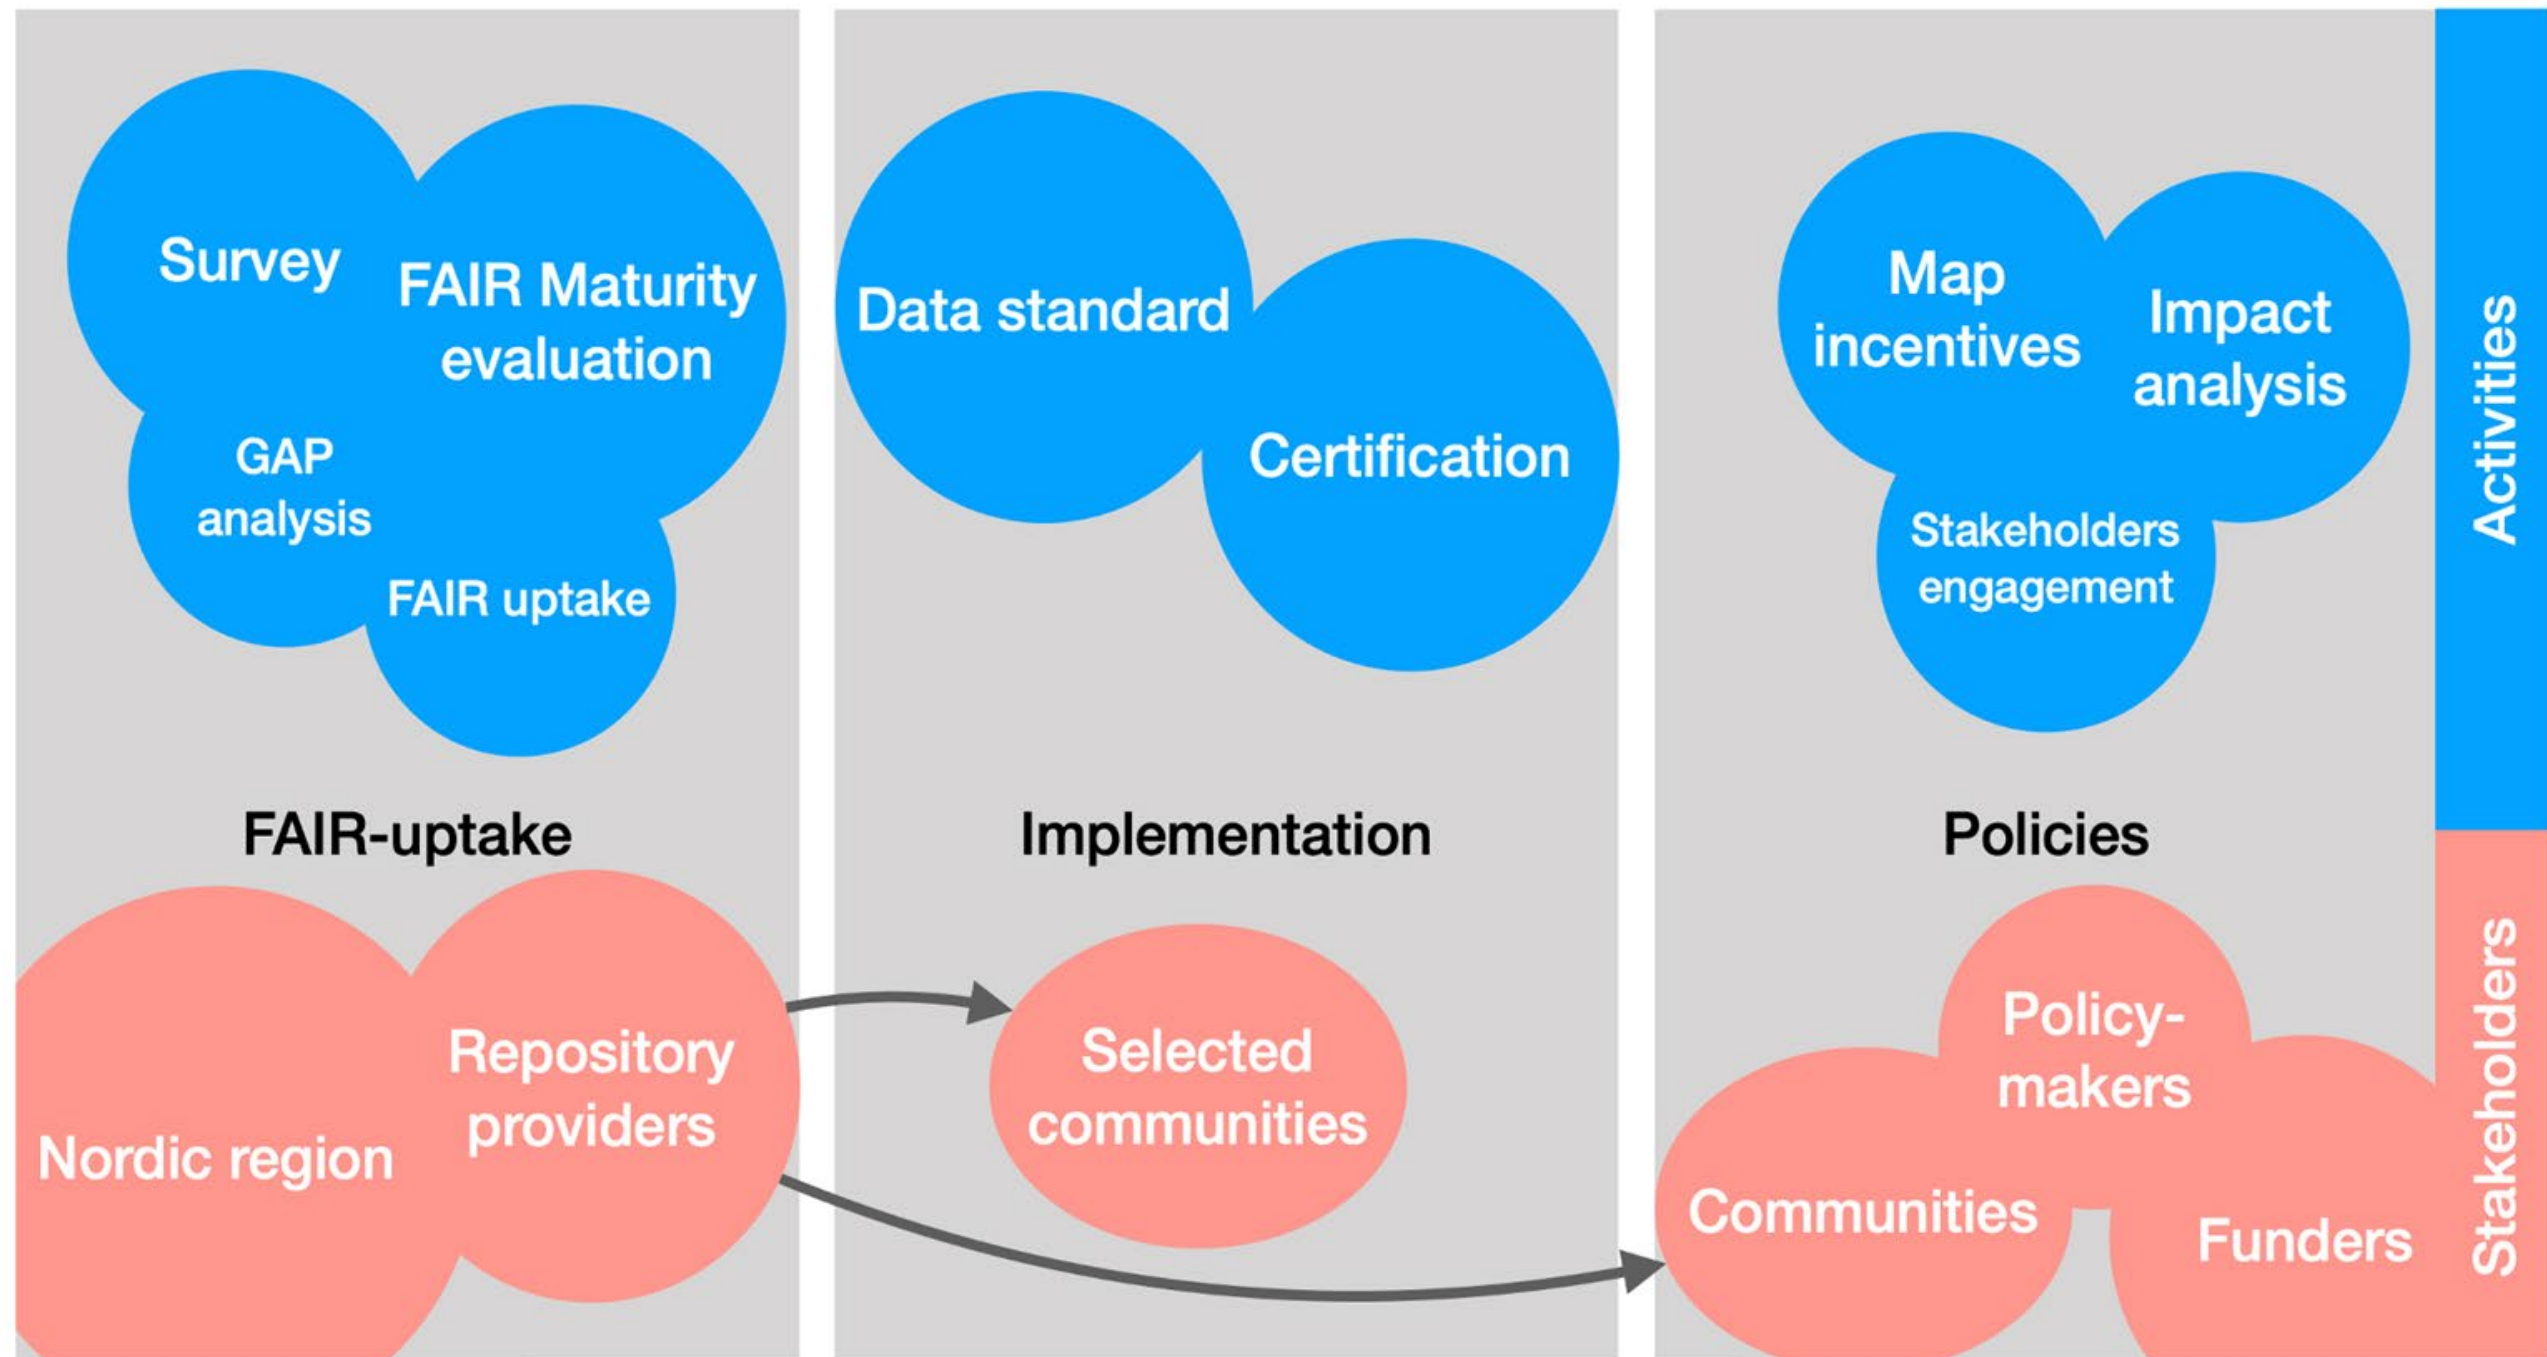 Survey
FAIR Maturity
evaluation
GAP
analysis
FAIR uptake
Data standard
Certification
Map
incentives
Impact
analysis
Stakeholders
engagement
Activities
FAIR-uptake
Implementation
Policies
Nordic region
Repository
providers
Selected
communities
Policy-
makers
Communities
Funders
Stakeholders